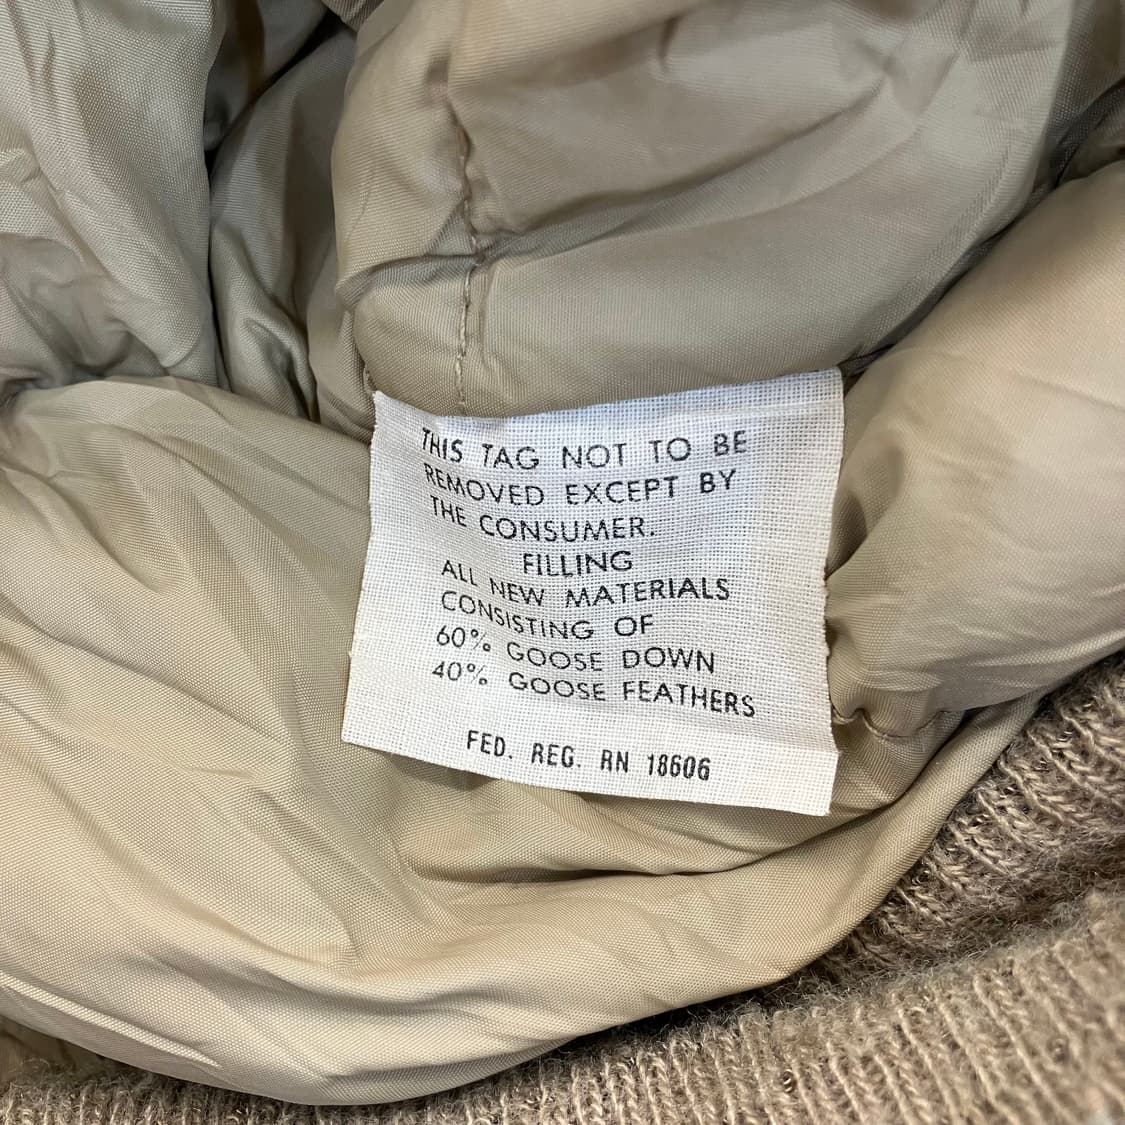 THIS TAG NOT TO BE
REMOVED EXCEPT BY
THE CONSUMER.
FILLING
ALL NEW MATERIALS
CONSISTING OF
60% GOOSE DOWN
40% GOOSE FEATHERS
FED. REG. RN 18606